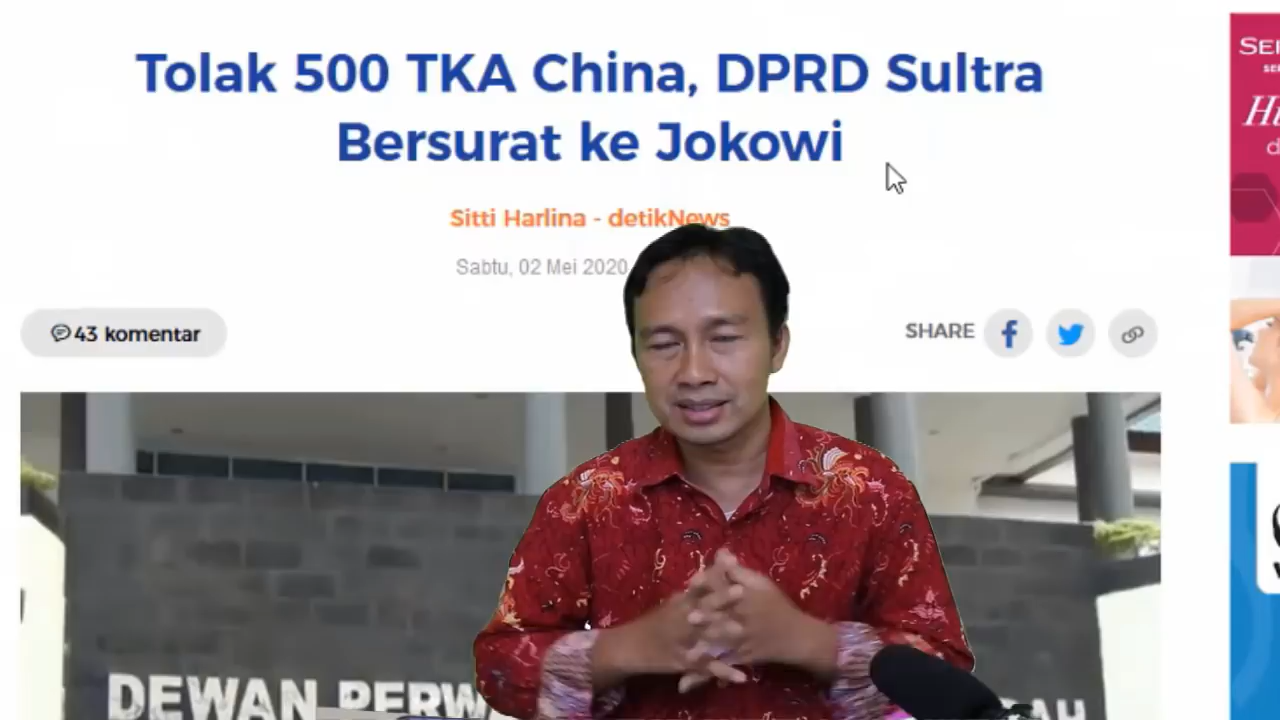 Tolak 500 TKA China, DPRD Sultra
Bersurat ke Jokowi
Sitti Harlina - detikNews
Sabtu, 02 Mei 2020
43 komentar
SHARE
DEWAN